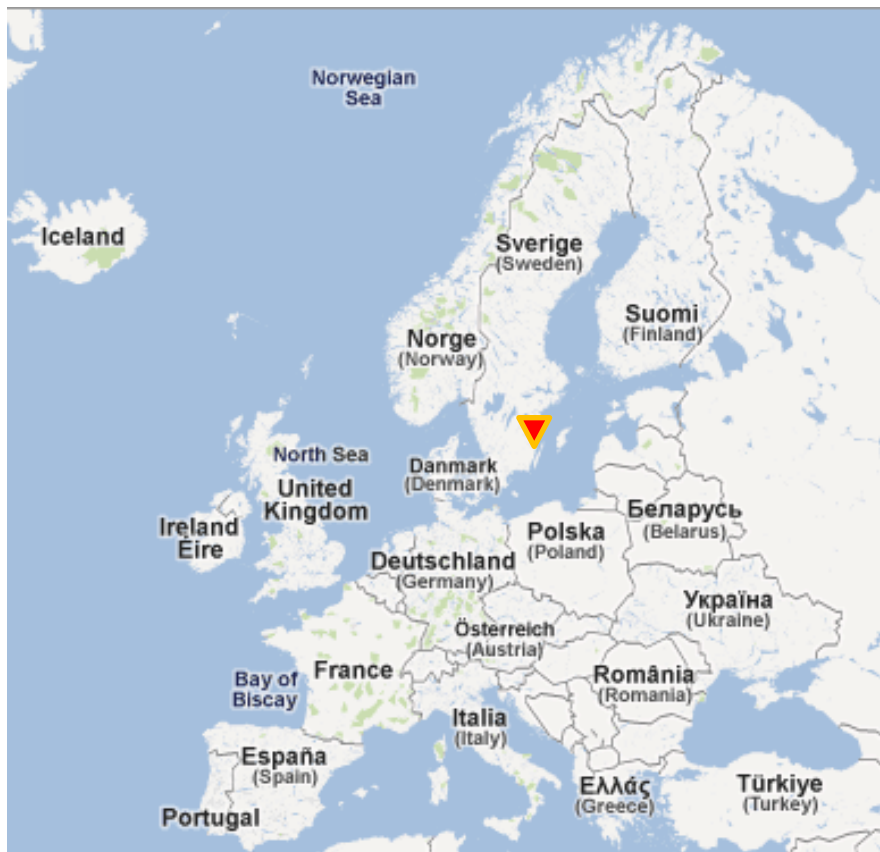 Norwegian
Sea
Iceland
Sverige
(Sweden)
Suomi
(Finland)
Norge
(Norway)
North Sea
Danmark
(Denmark)
United
Kingdom
Ireland
Éire
Polska
(Poland)
Беларусь
(Belarus)
Deutschland
(Germany)
Україна
(Ukraine)
Österreich
(Austria)
France
Bay of
Biscay
România
(Romania)
Italia
(Italy)
España
(Spain)
Ελλάς
(Greece)
Türkiye
(Turkey)
Portugal